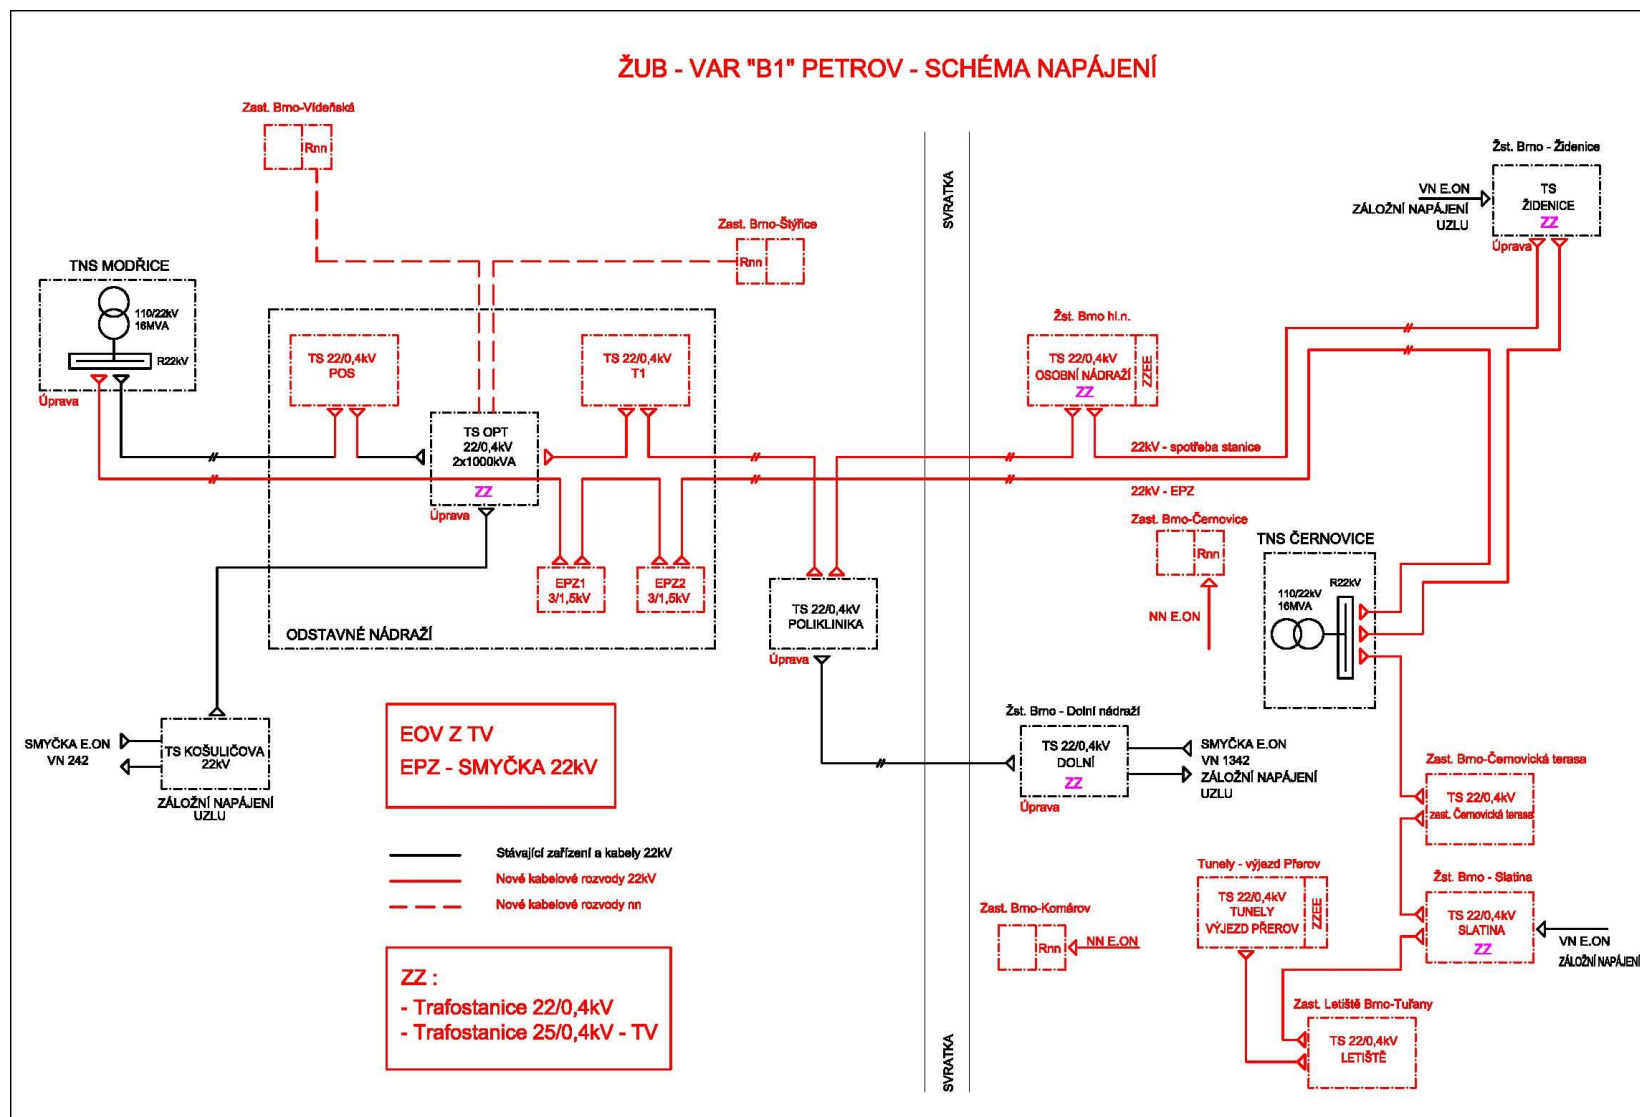 ŽUB - VAR "B1" PETROV - SCHÉMA NAPÁJENÍ
Zast. Brno-Vídeňská
Rnn
Zast. Brno-Štýřice
Rnn
TNS MODŘICE
110/22kV
16MVA
R22kV
Úprava
TS 22/0,4kV
POS
TS 22/0,4kV
T1
TS OPT
22/0,4kV
2x1000kVA
ZZ
Úprava
EPZ1
3/1,5kV
EPZ2
3/1,5kV
ODSTAVNÉ NÁDRAŽÍ
SMYČKA E.ON
VN 242
TS KOŠULIČOVA
22kV
ZÁLOŽNÍ NAPÁJENÍ
UZLU
TS 22/0,4kV
POLIKLINIKA
Úprava
EOV Z TV
EPZ - SMYČKA 22kV
Stávající zařízení a kabely 22kV
Nové kabelové rozvody 22kV
Nové kabelové rozvody nn
ZZ :
- Trafostanice 22/0,4kV
- Trafostanice 25/0,4kV - TV
SVRATKA
SVRATKA
Žst. Brno - Židenice
VN E.ON
ZÁLOŽNÍ NAPÁJENÍ
UZLU
TS
ŽIDENICE
ZZ
Úprava
Žst. Brno hl.n.
TS 22/0,4kV
OSOBNÍ NÁDRAŽÍ
ZZ
ZZEE
22kV - spotřeba stanice
22kV - EPZ
Zast. Brno-Černovice
Rnn
NN E.ON
TNS ČERNOVICE
R22kV
110/22kV
16MVA
Žst. Brno - Dolní nádraží
TS 22/0,4kV
DOLNÍ
ZZ
Úprava
SMYČKA E.ON
VN 1342
ZÁLOŽNÍ NAPÁJENÍ
UZLU
Zast. Brno-Černovická terasa
TS 22/0,4kV
zast. Černovická terasa
Tunely - výjezd Přerov
TS 22/0,4kV
TUNELY
VÝJEZD PŘEROV
ZZEE
Žst. Brno - Slatina
TS 22/0,4kV
SLATINA
ZZ
VN E.ON
ZÁLOŽNÍ NAPÁJENÍ
Zast. Brno-Komárov
Rnn
NN E.ON
Zast. Letiště Brno-Tuřany
TS 22/0,4kV
LETIŠTĚ